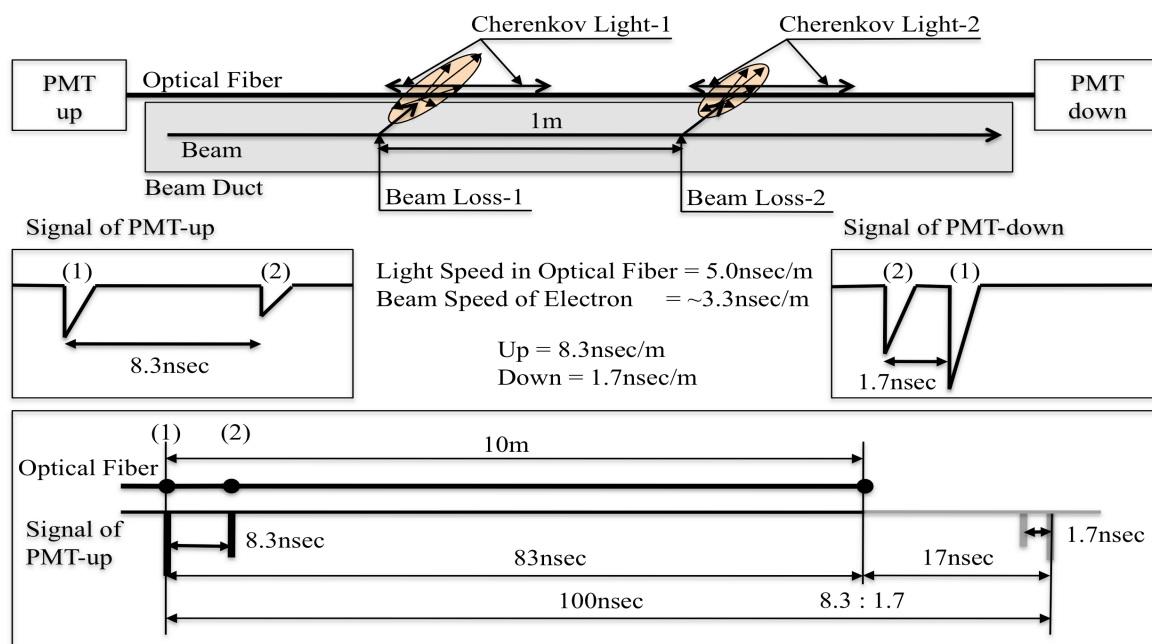 Cherenkov Light-1
Cherenkov Light-2
PMT
up
Optical Fiber
PMT
down
1m
Beam
Beam Duct
Beam Loss-1
Beam Loss-2
Signal of PMT-up
Signal of PMT-down
(1)
(2)
8.3nsec
Light Speed in Optical Fiber = 5.0nsec/m
Beam Speed of Electron = ~3.3nsec/m
Up = 8.3nsec/m
Down = 1.7nsec/m
(2)
(1)
1.7nsec
(1)
(2)
10m
Optical Fiber
Signal of
PMT-up
8.3nsec
1.7nsec
83nsec
17nsec
100nsec
8.3 : 1.7